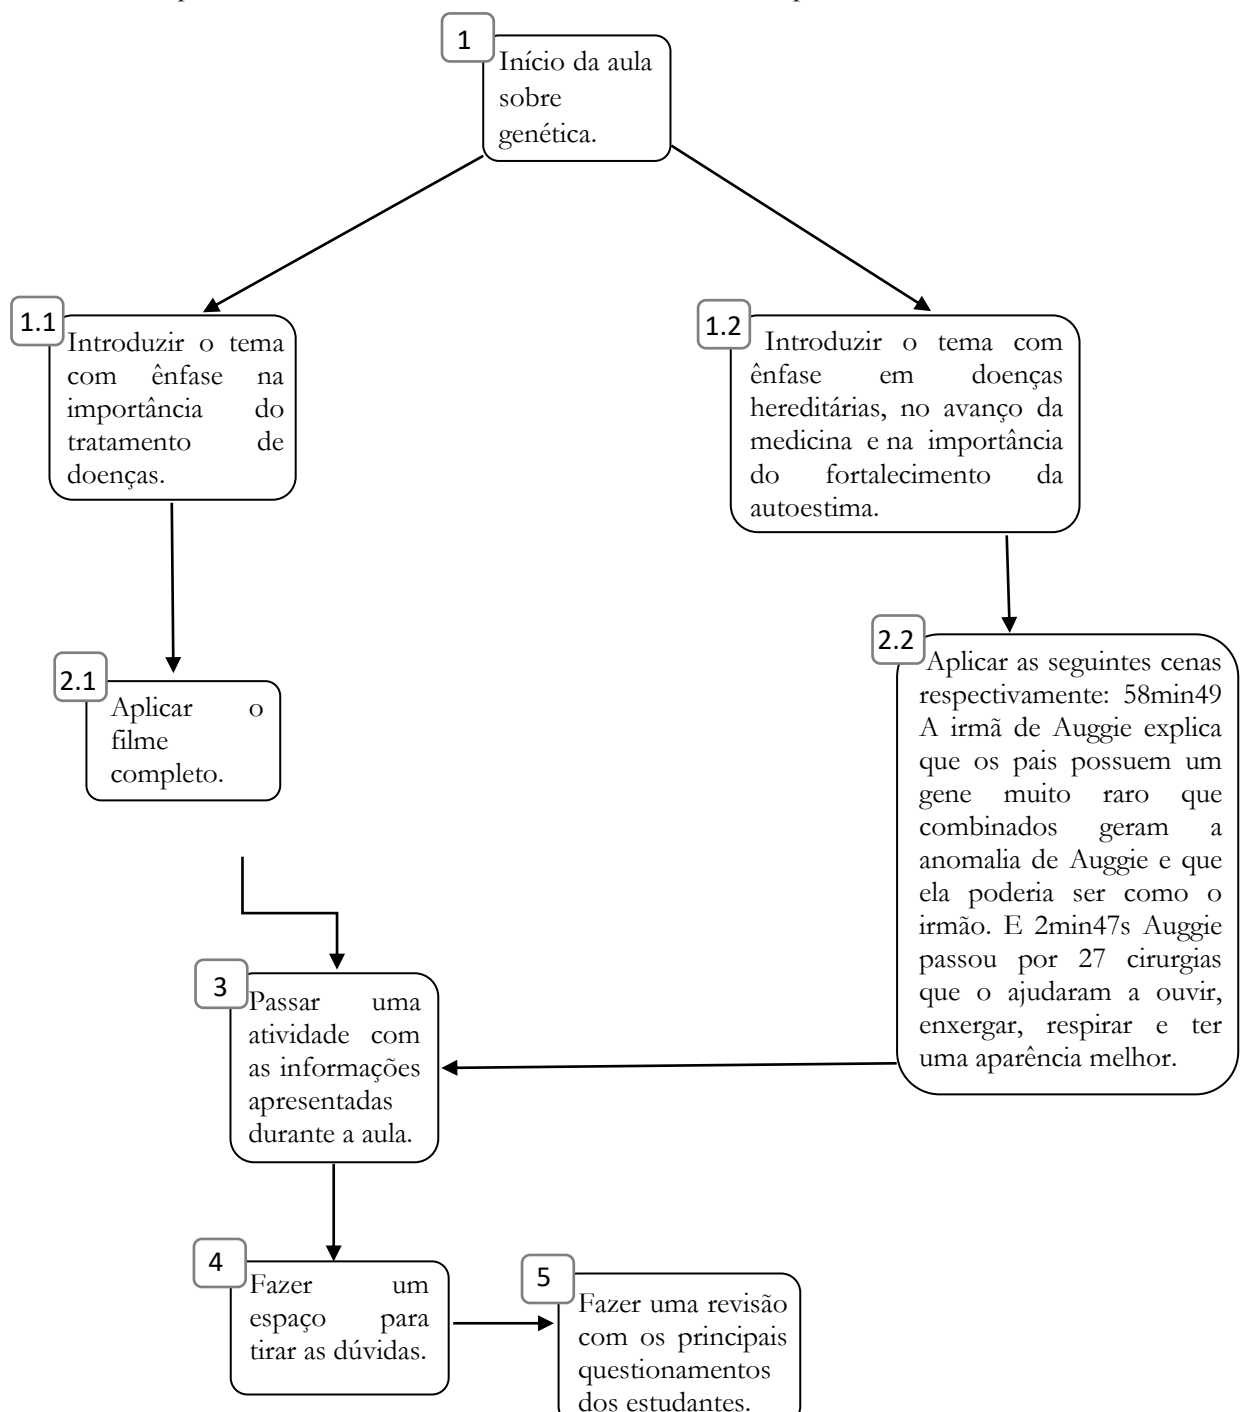 1
Início da aula
sobre
genética.
1.1
Introduzir o tema
com ênfase na
importância do
tratamento de
doenças.
1.2
Introduzir o tema com
ênfase em doenças
hereditárias, no avanço da
medicina e na importância
do fortalecimento da
autoestima.
2.1
Aplicar o
filme
completo.
2.2
Aplicar as seguintes cenas
respectivamente: 58min49
A irmã de Auggie explica
que os pais possuem um
gene muito raro que
combinados geram a
anomalia de Auggie e que
ela poderia ser como o
irmão. E 2min47s Auggie
passou por 27 cirurgias
que o ajudaram a ouvir,
enxergar, respirar e ter
uma aparência melhor.
3
Passar uma
atividade com
as informações
apresentadas
durante a aula.
4
Fazer um
espaço para
tirar as dúvidas.
5
Fazer uma revisão
com os principais
questionamentos
dos estudantes.